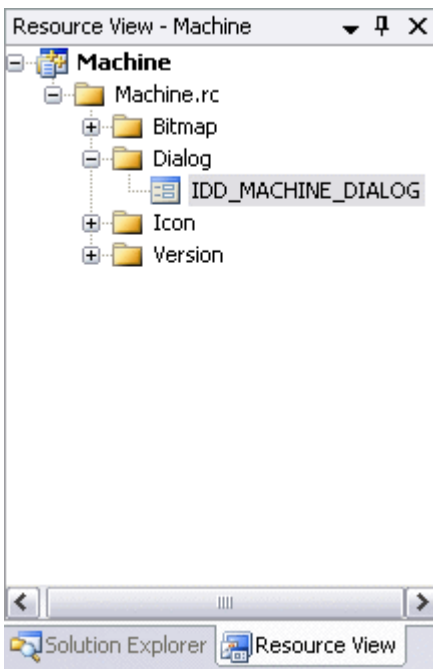 Resource View - Machine
Machine
Machine.rc
Bitmap
Dialog
IDD_MACHINE_DIALOG
Icon
Version
Solution Explorer Resource View